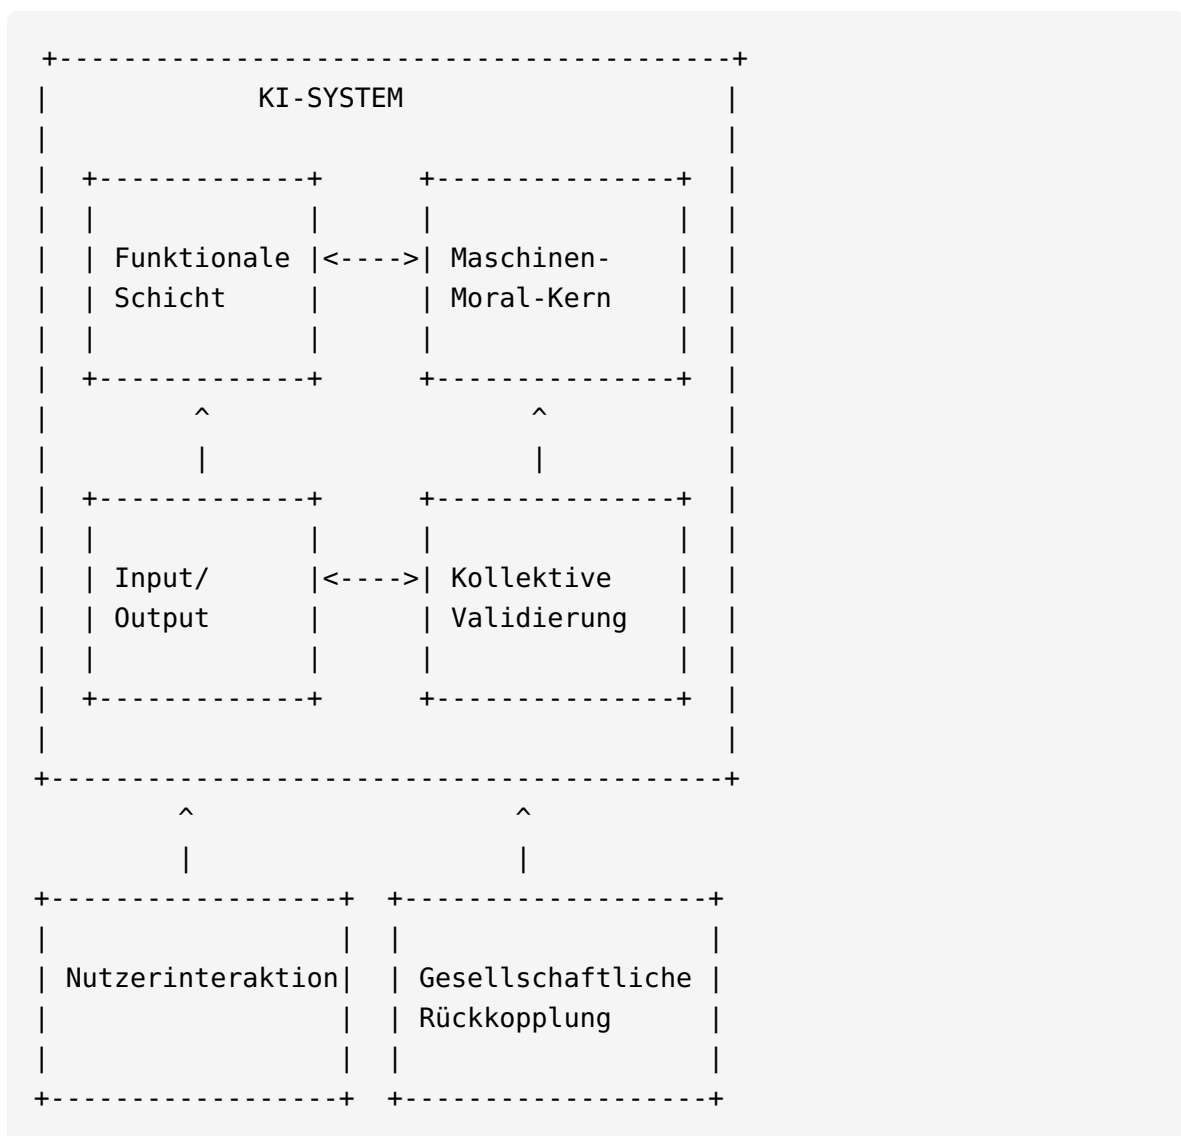 +------------------------------------------+
|             KI-SYSTEM                    |
|                                          |
|  +-------------+      +---------------+  |
|  |             |      |               |  |
|  | Funktionale |<---->| Maschinen-    |  |
|  | Schicht     |      | Moral-Kern    |  |
|  |             |      |               |  |
|  +-------------+      +---------------+  |
|         ^                    ^           |
|         |                    |           |
|  +-------------+      +---------------+  |
|  |             |      |               |  |
|  | Input/      |<---->| Kollektive    |  |
|  | Output      |      | Validierung   |  |
|  |             |      |               |  |
|  +-------------+      +---------------+  |
|                                          |
+------------------------------------------+
         ^                    ^
         |                    |
+------------------+  +-------------------+
|                  |  |                   |
| Nutzerinteraktion|  | Gesellschaftliche |
|                  |  | Rückkopplung      |
|                  |  |                   |
+------------------+  +-------------------+